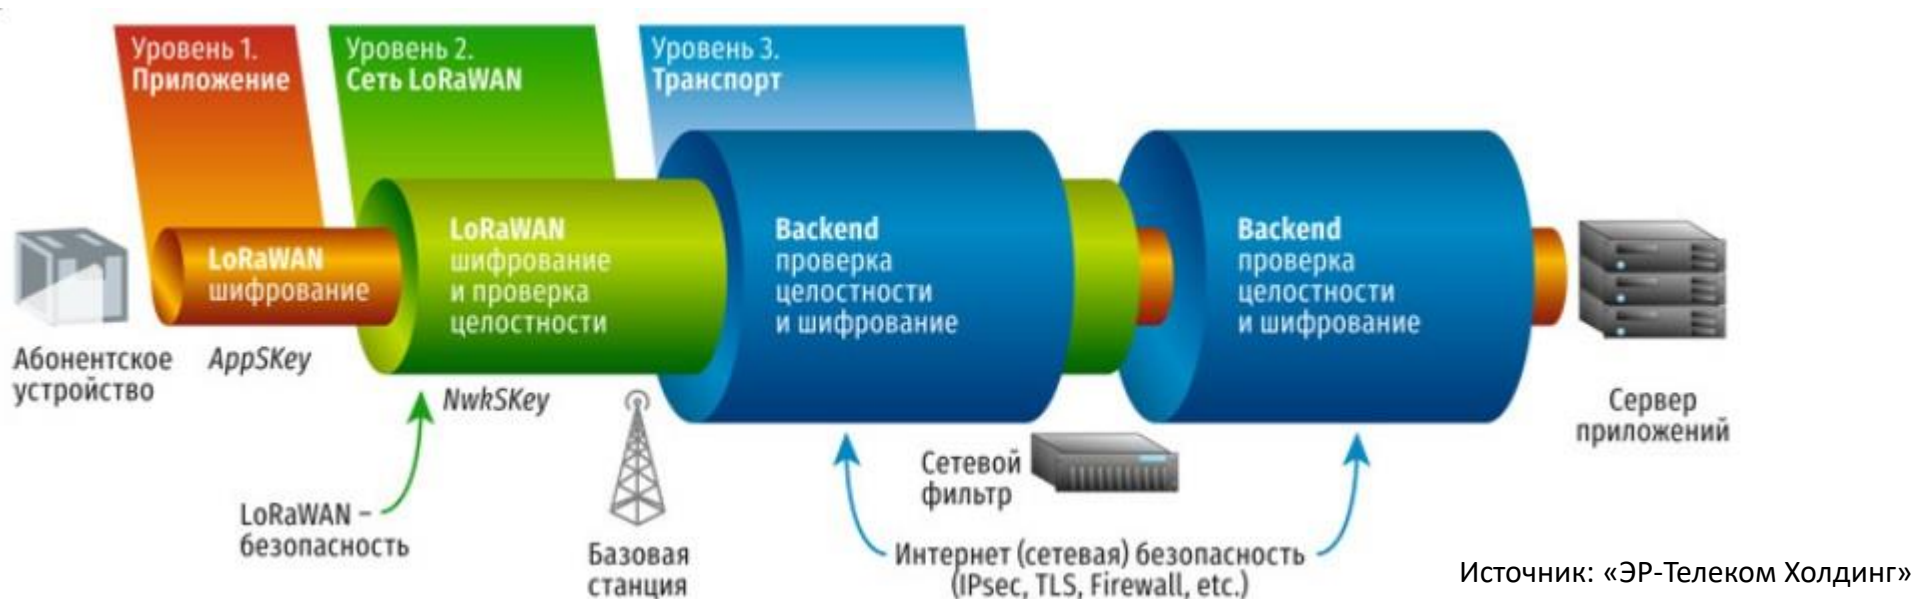 Уровень 1.
Приложение
Уровень 2.
Сеть LoRaWAN
Уровень 3.
Транспорт
LoRaWAN
шифрование
LoRaWAN
шифрование
и проверка
целостности
Backend
проверка
целостности
и шифрование
Backend
проверка
целостности
и шифрование
Абонентское
устройство
AppSKey
NwkSKey
Сервер
приложений
Сетевой
фильтр
LoRaWAN –
безопасность
Базовая
станция
Интернет (сетевая) безопасность
(IPsec, TLS, Firewall, etc.)
Источник: «ЭР-Телеком Холдинг»